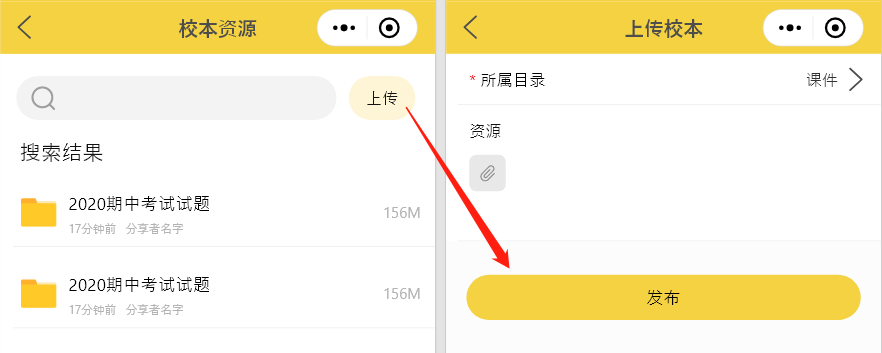 校本资源
上传
搜索结果
2020期中考试试题
156M
17分钟前 分享者名字
2020期中考试试题
156M
17分钟前 分享者名字
上传校本
* 所属目录
课件
资源
发布